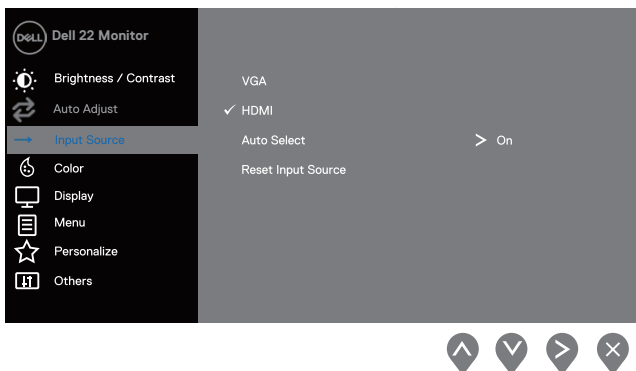 DELL Dell 22 Monitor
Brightness / Contrast
Auto Adjust
Input Source
Color
Display
Menu
Personalize
Others
VGA
HDMI
Auto Select
On
Reset Input Source